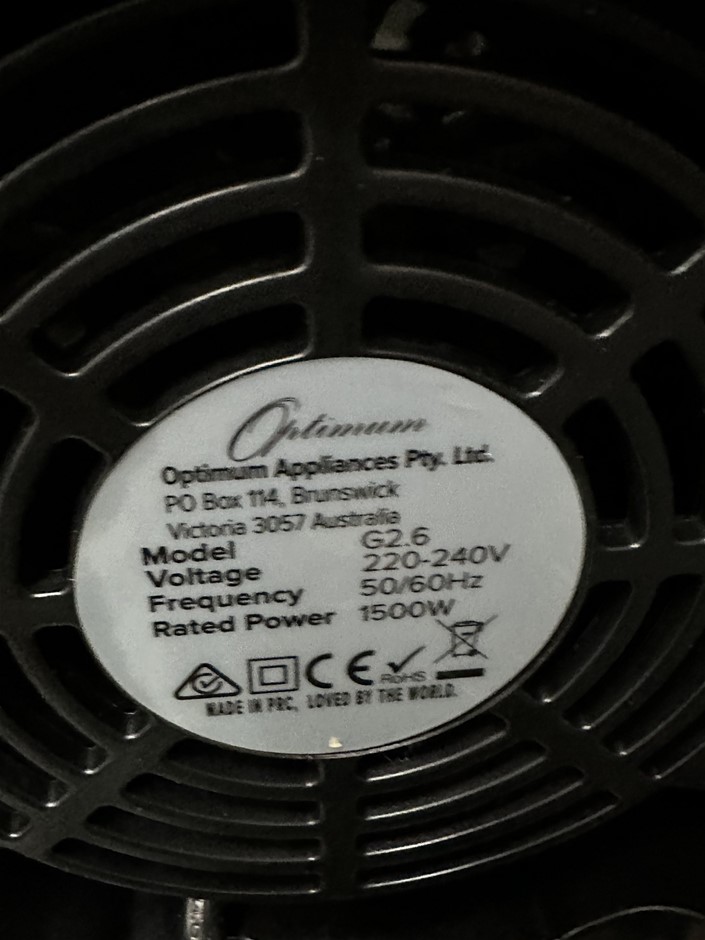 Optimum
Optimum Appliances Pty. Ltd.
PO Box 114, Brunswick
Victoria 3057 Australia
Model G2.6
Voltage 220-240V
Frequency 50/60Hz
Rated Power 1500W
CE RoHS
MADE IN PRC, LOVED BY THE WORLD.